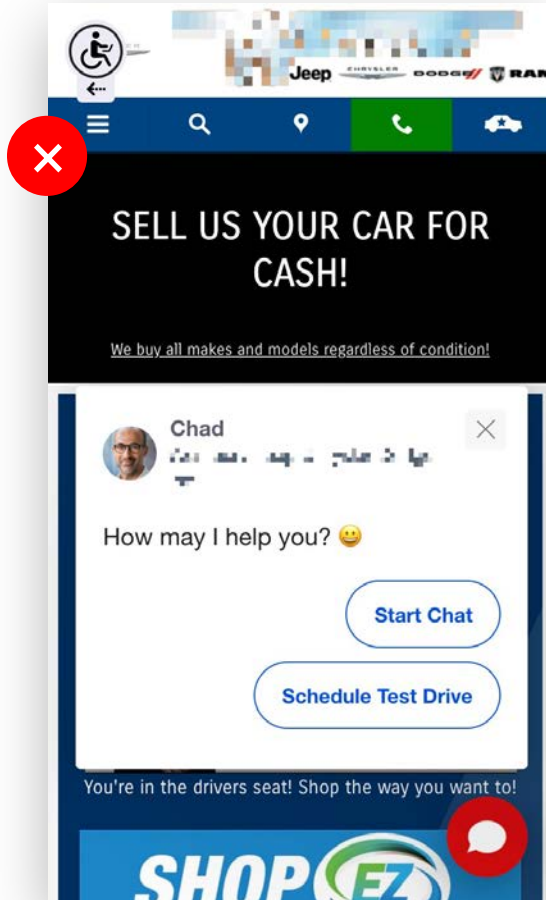 Jeep CHRYSLER DODGE RAM
SELL US YOUR CAR FOR
CASH!
We buy all makes and models regardless of condition!
Chad
How may I help you? 😀
Start Chat
Schedule Test Drive
You're in the drivers seat! Shop the way you want to!
SHOP EZ